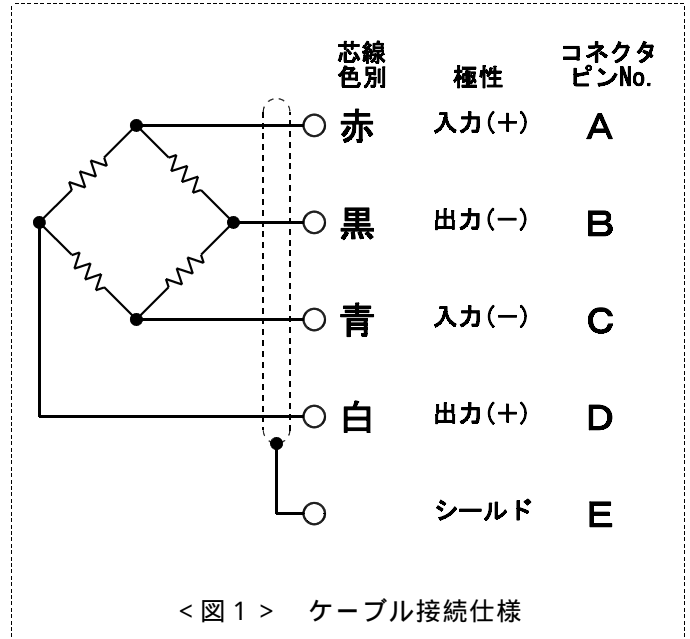 芯線
色別
極性
コネクタ
ピンNo.
赤 入力(+) A
黒 出力(-) B
青 入力(-) C
白 出力(+) D
シールド E
<図1> ケーブル接続仕様